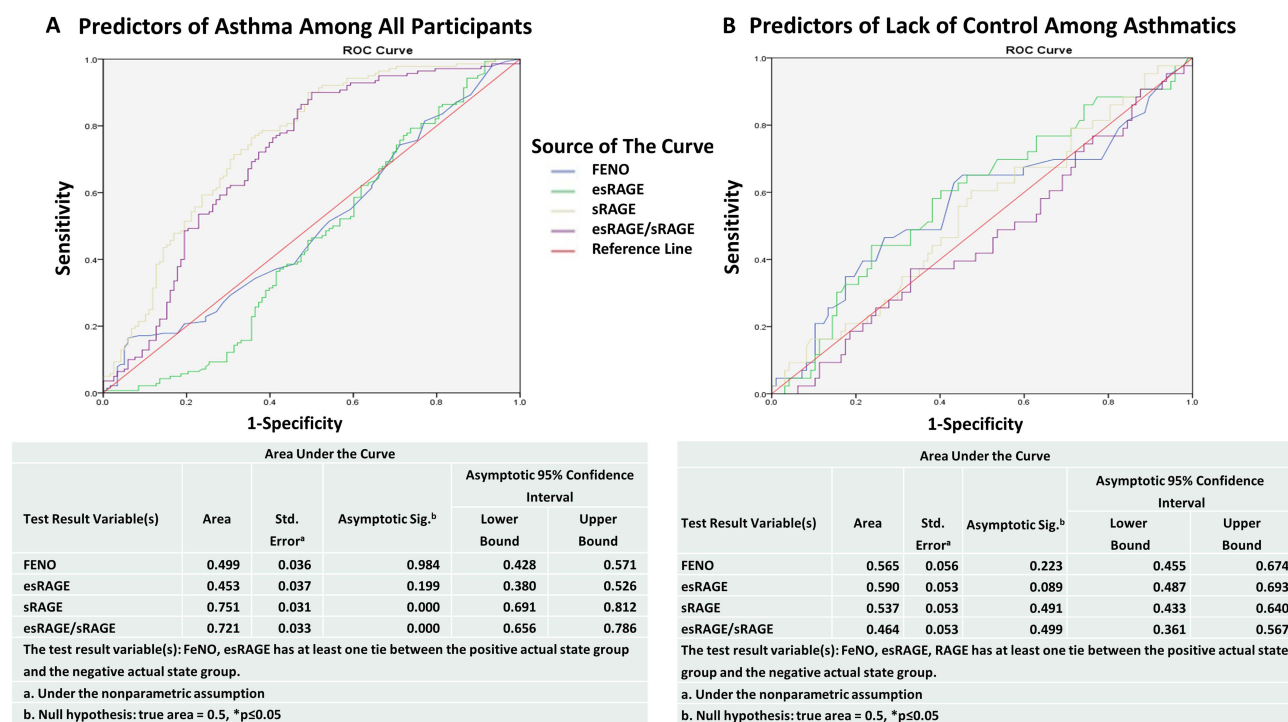 A Predictors of Asthma Among All Participants
ROC Curve
1.0
0.8
0.6
0.4
0.2
0.0
Sensitivity
0.0 0.2 0.4 0.6 0.8 1.0
1-Specificity
Source of The Curve
FENO
esRAGE
sRAGE
esRAGE/sRAGE
Reference Line
B Predictors of Lack of Control Among Asthmatics
ROC Curve
1.0
0.8
0.6
0.4
0.2
0.0
Sensitivity
0.0 0.2 0.4 0.6 0.8 1.0
1-Specificity
Area Under the Curve
Asymptotic 95% Confidence
Interval
Test Result Variable(s) Area Std. Asymptotic Sig.b Lower Upper
Errora Bound Bound
FENO 0.499 0.036 0.984 0.428 0.571
esRAGE 0.453 0.037 0.199 0.380 0.526
sRAGE 0.751 0.031 0.000 0.691 0.812
esRAGE/sRAGE 0.721 0.033 0.000 0.656 0.786
The test result variable(s): FeNO, esRAGE has at least one tie between the positive actual state group
and the negative actual state group.
a. Under the nonparametric assumption
b. Null hypothesis: true area = 0.5, *p≤0.05
Area Under the Curve
Asymptotic 95% Confidence
Interval
Test Result Variable(s) Area Std. Asymptotic Sig.b Lower Upper
Errora Bound Bound
FENO 0.565 0.056 0.223 0.455 0.674
esRAGE 0.590 0.053 0.089 0.487 0.693
sRAGE 0.537 0.053 0.491 0.433 0.640
esRAGE/sRAGE 0.464 0.053 0.499 0.361 0.567
The test result variable(s): FeNO, esRAGE, RAGE has at least one tie between the positive actual state
group and the negative actual state group.
a. Under the nonparametric assumption
b. Null hypothesis: true area = 0.5, *p≤0.05